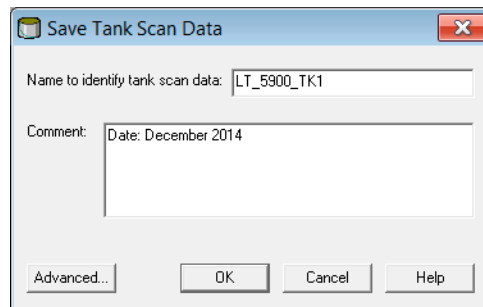 Save Tank Scan Data
Name to identify tank scan data: LT_5900_TK1
Comment: Date: December 2014
Advanced... OK Cancel Help